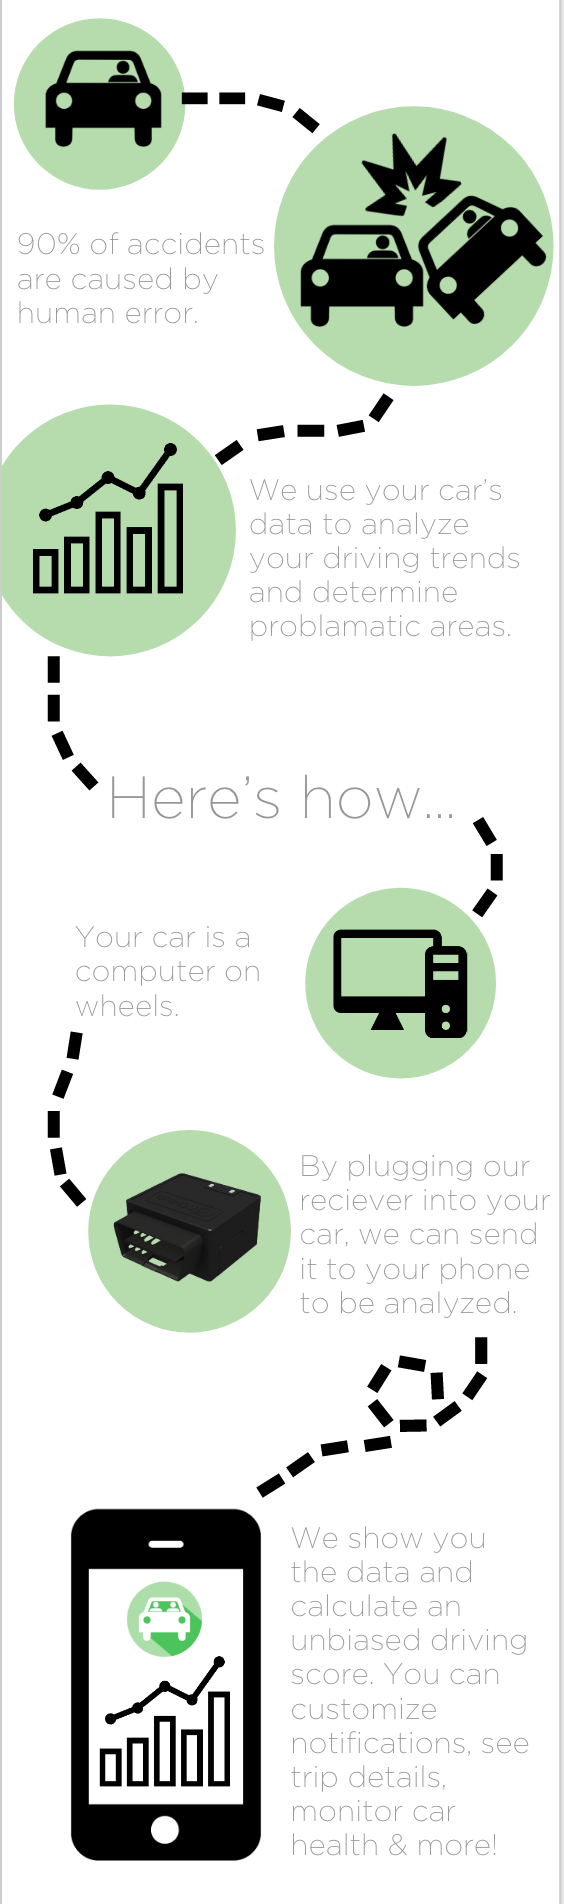 90% of accidents
are caused by
human error.
We use your car's
data to analyze
your driving trends
and determine
problamatic areas.
Here's how...
Your car is a
computer on
wheels.
By plugging our
reciever into your
car, we can send
it to your phone
to be analyzed.
We show you
the data and
calculate an
unbiased driving
score. You can
customize
notifications, see
trip details,
monitor car
health & more!